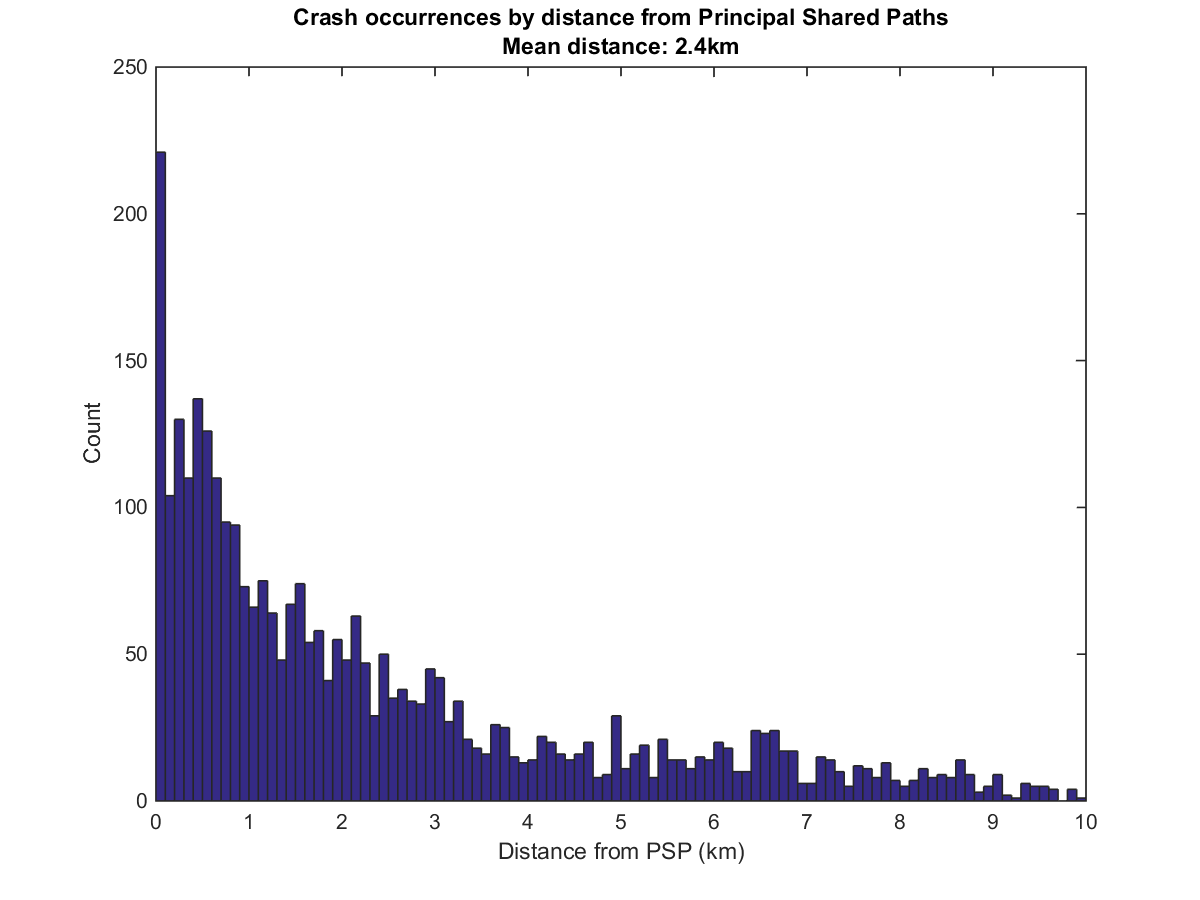 Crash occurrences by distance from Principal Shared Paths
Mean distance: 2.4km
250
200
150
100
50
0
Count
0 1 2 3 4 5 6 7 8 9 10
Distance from PSP (km)